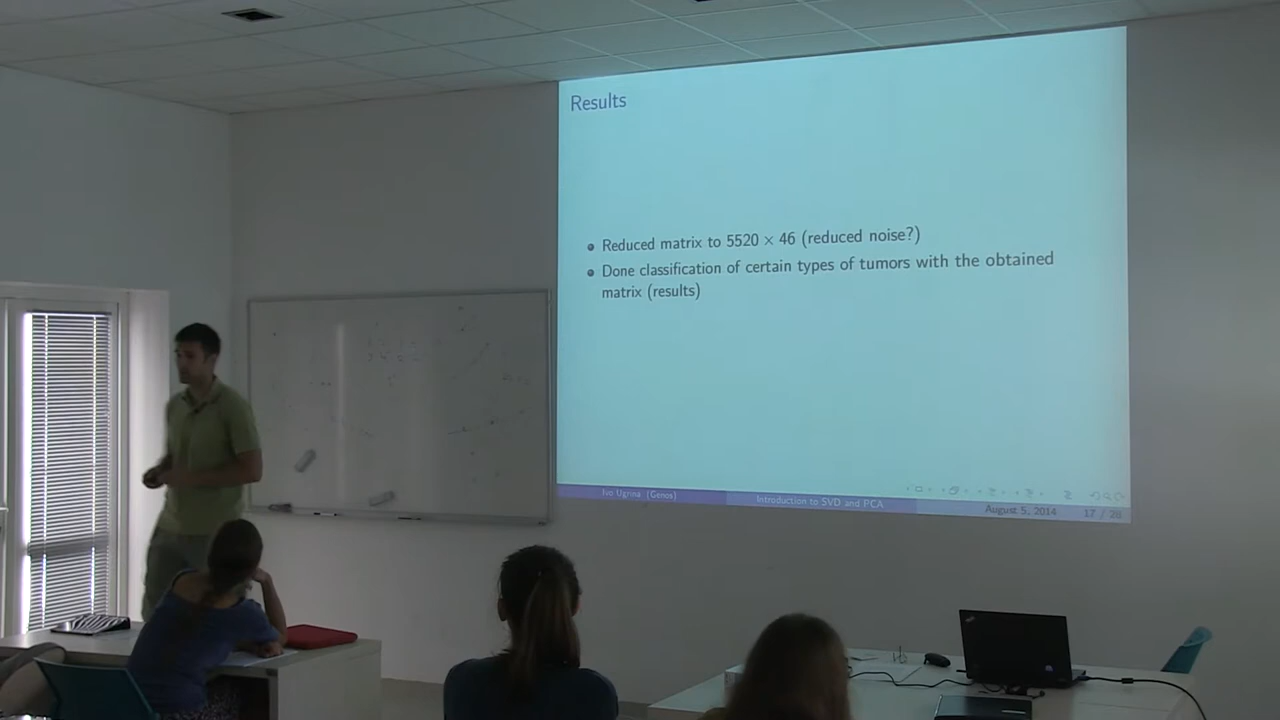 Results
Reduced matrix to 5520 × 46 (reduced noise?)
Done classification of certain types of tumors with the obtained
matrix (results)
Ivo Ugrina (Genos)
Introduction to SVD and PCA
August 5, 2014
17 / 28